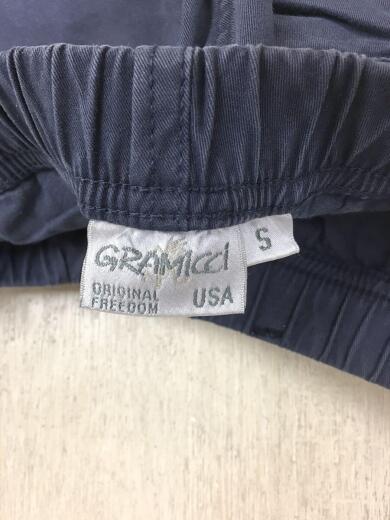 GRAMICCi
S
ORIGINAL
FREEDOM
USA